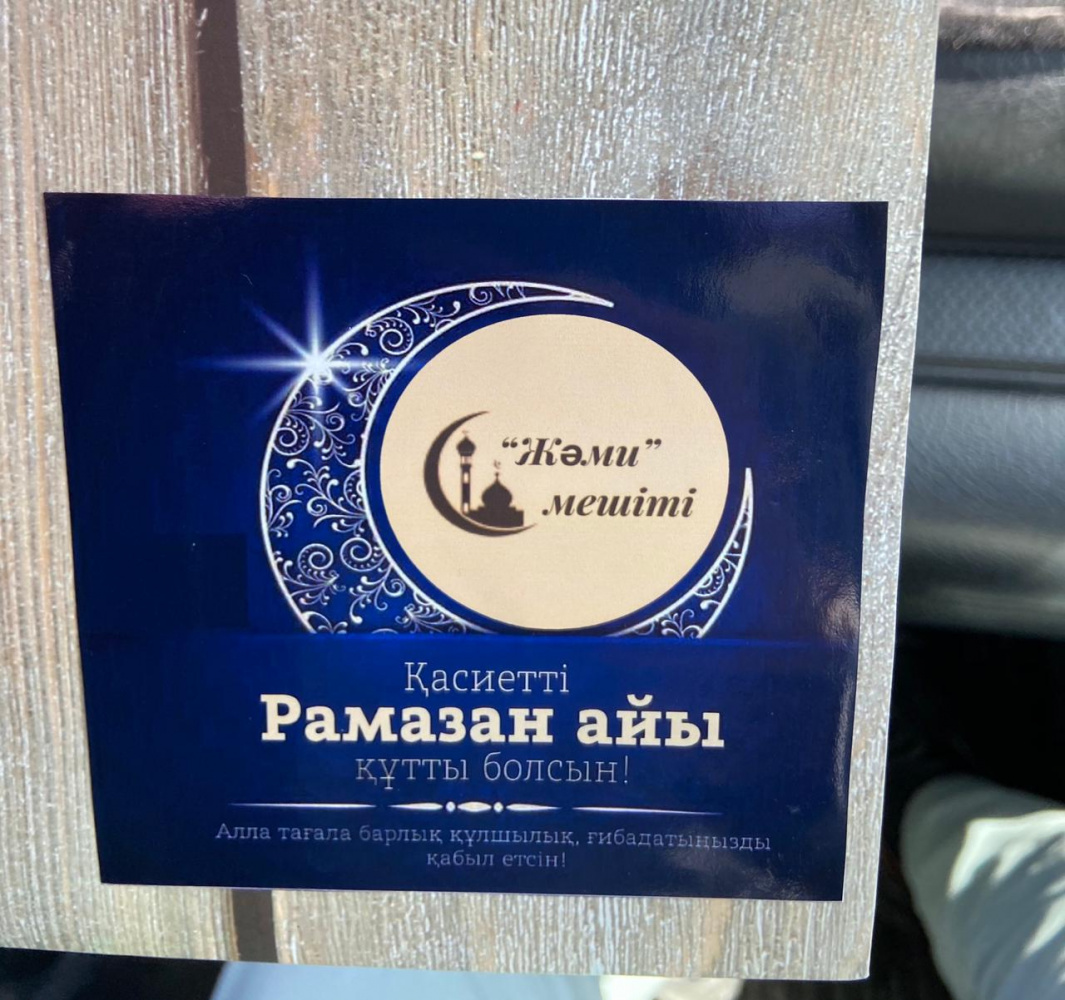 “Жәми”
мешіті
Қасиетті
Рамазан айы
құтты болсын!
Алла тағала барлық құлшылық, ғибадатыңызды
қабыл етсін!